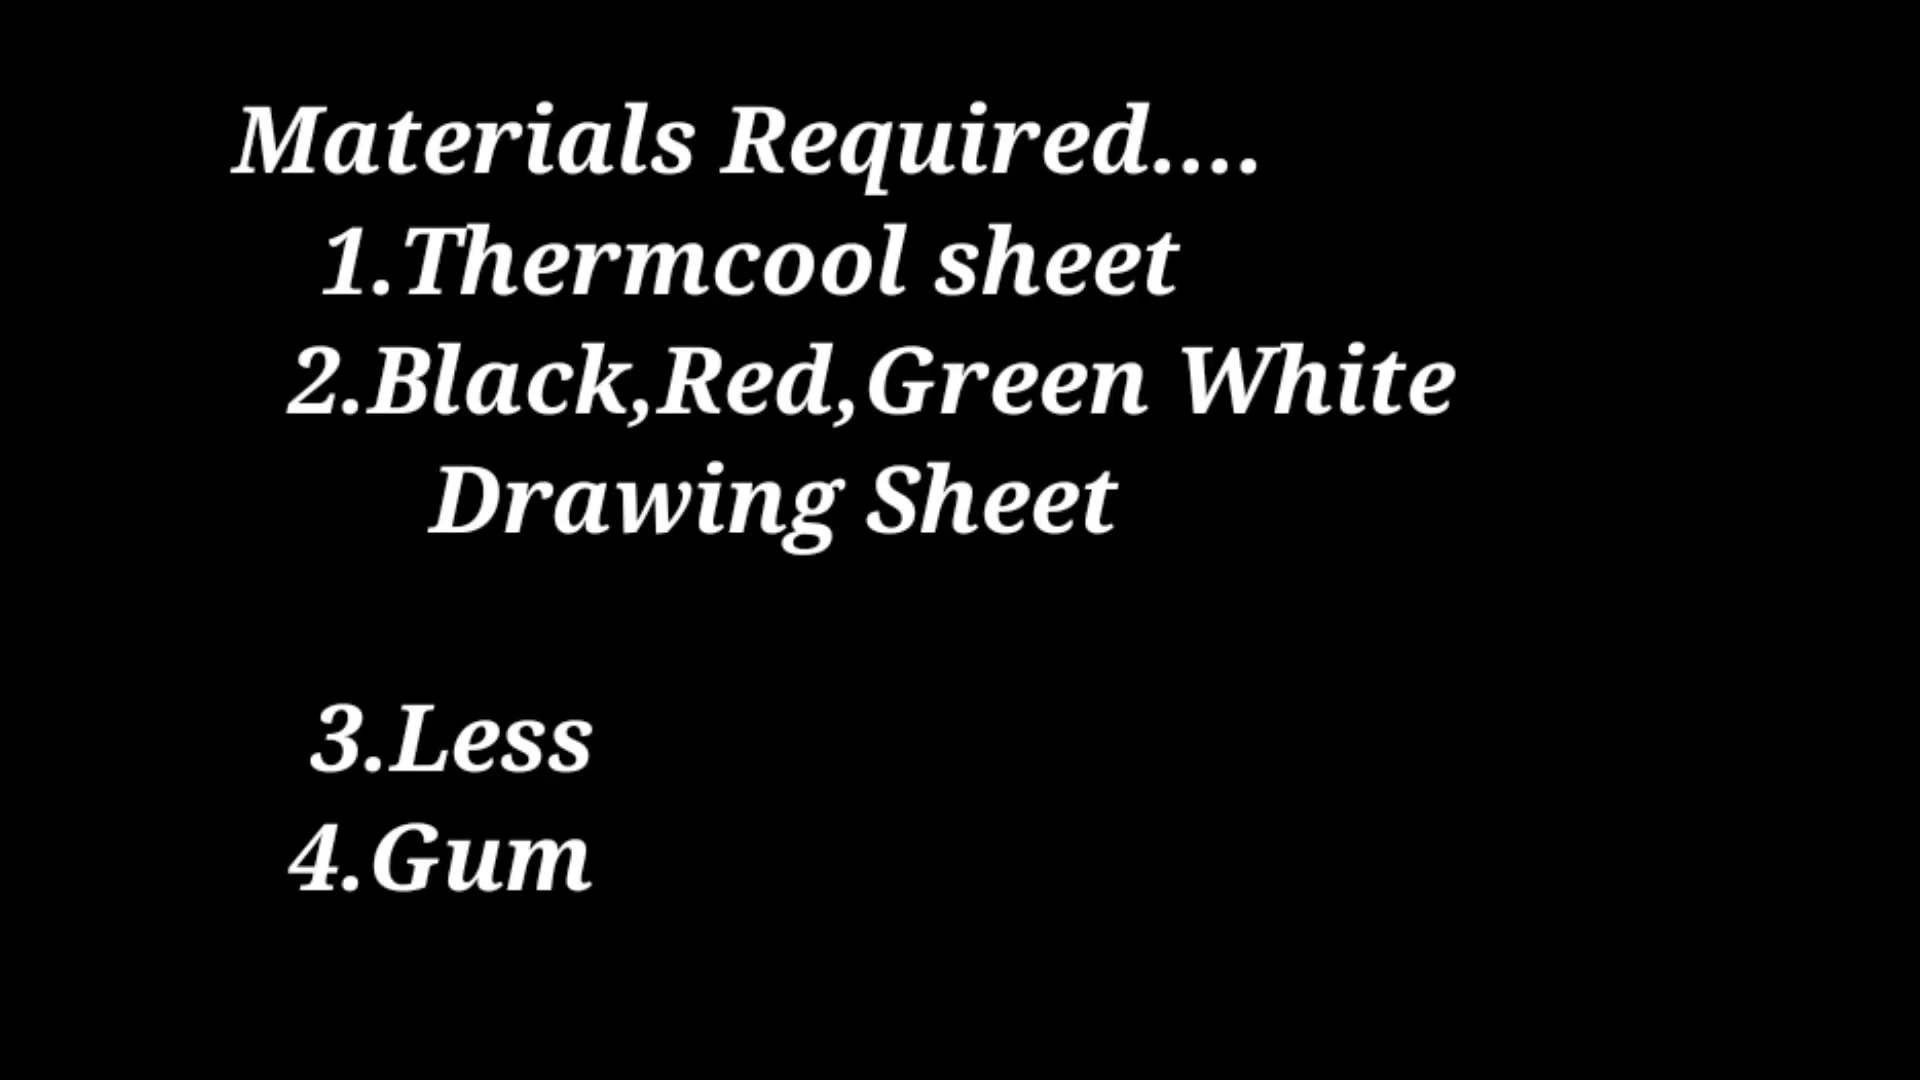 Materials Required....
1.Thermcool sheet
2.Black,Red,Green White
Drawing Sheet
3.Less
4.Gum